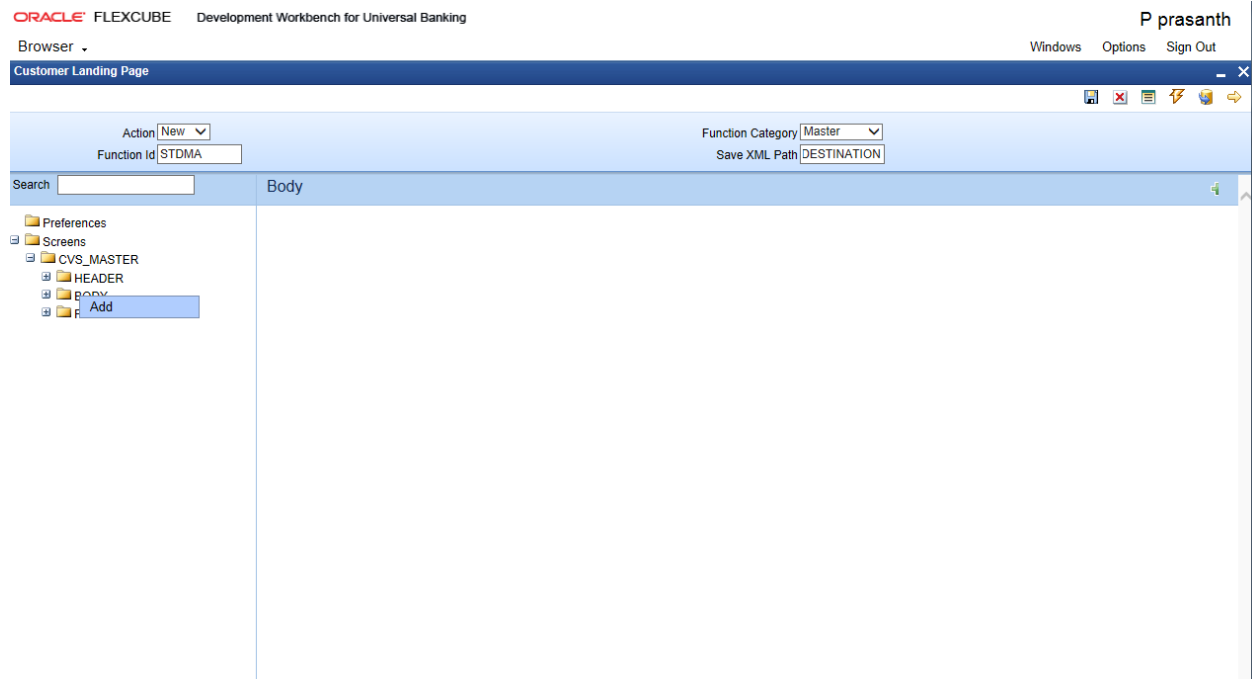 ORACLE FLEXCUBE Development Workbench for Universal Banking P prasanth
Browser Windows Options Sign Out
Customer Landing Page
Action New Function Category Master
Function Id STDMA Save XML Path DESTINATION
Search Body
Preferences
Screens
CVS_MASTER
HEADER
BODY
Add
F